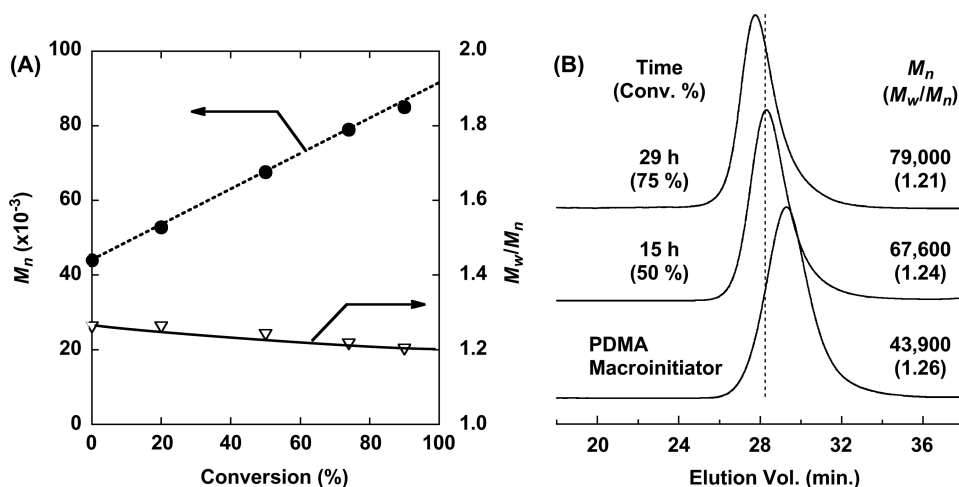 (A)
100
80
60
40
20
0
Mn (x10-3)
2.0
1.8
1.6
1.4
1.2
1.0
Mw/Mn
0 20 40 60 80 100
Conversion (%)
(B)
Time
(Conv. %)
Mn
(Mw/Mn)
29 h
(75 %)
79,000
(1.21)
15 h
(50 %)
67,600
(1.24)
PDMA
Macroinitiator
43,900
(1.26)
20 24 28 32 36
Elution Vol. (min.)